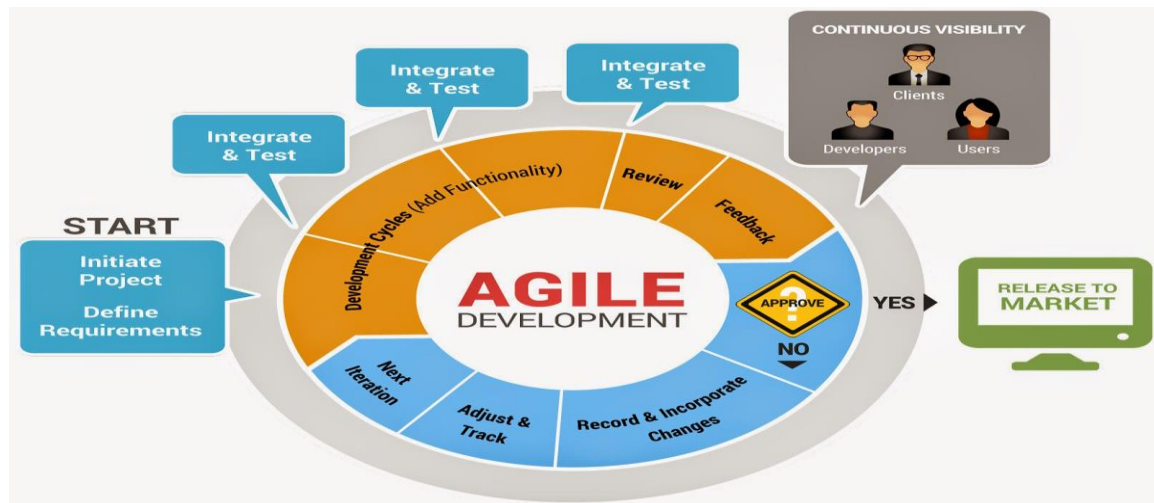 START
Initiate
Project
Define
Requirements
Integrate
& Test
Integrate
& Test
Integrate
& Test
CONTINUOUS VISIBILITY
Clients
Developers
Users
Development Cycles (Add Functionality)
Review
Feedback
AGILE
DEVELOPMENT
?
APPROVE
YES
NO
RELEASE TO
MARKET
Record & Incorporate
Changes
Adjust &
Track
Next
Iteration